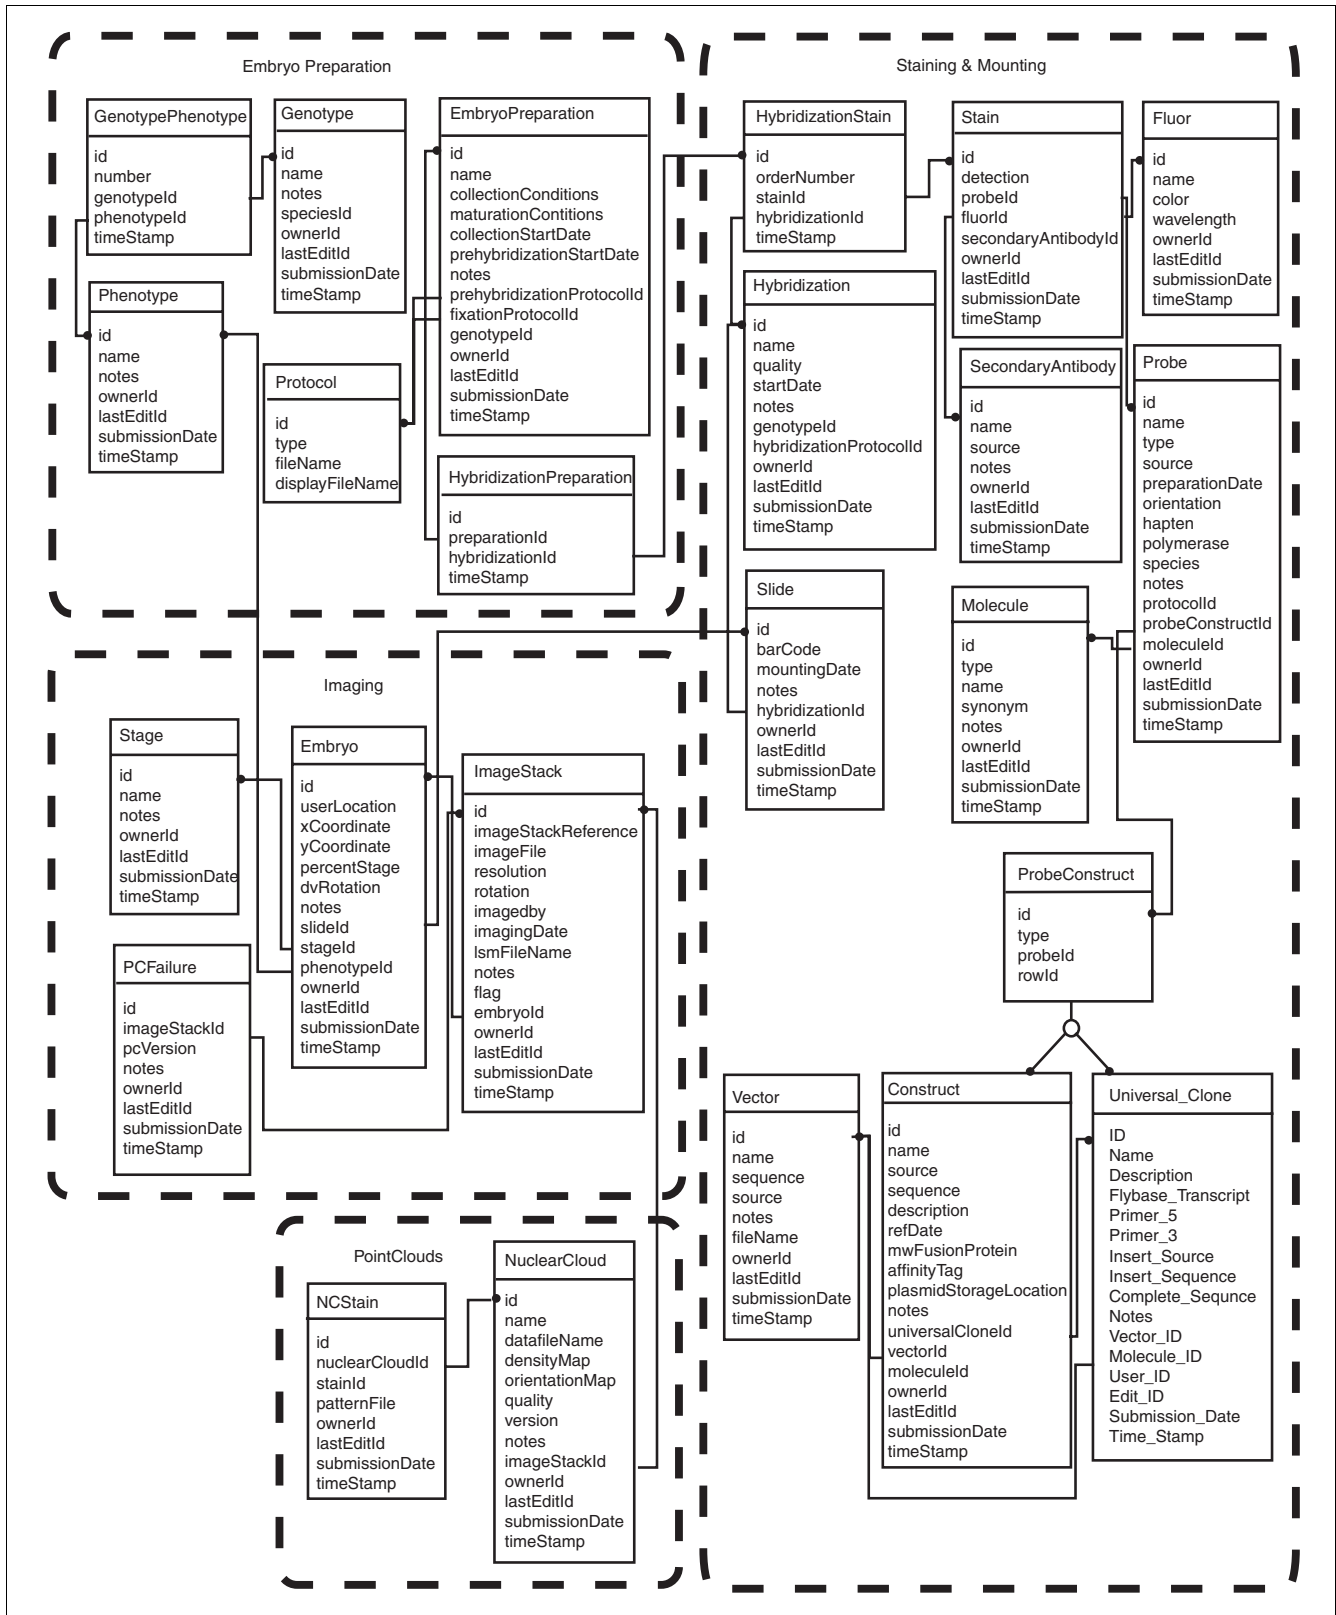 Embryo Preparation
GenotypePhenotype
id
number
genotypeId
phenotypeId
timeStamp
Genotype
id
name
notes
speciesId
ownerId
lastEditId
submissionDate
timeStamp
EmbryoPreparation
id
name
collectionConditions
maturationContitions
collectionStartDate
prehybridizationStartDate
notes
prehybridizationProtocolId
fixationProtocolId
genotypeId
ownerId
lastEditId
submissionDate
timeStamp
Phenotype
id
name
notes
ownerId
lastEditId
submissionDate
timeStamp
Protocol
id
type
fileName
displayFileName
HybridizationPreparation
id
preparationId
hybridizationId
timeStamp
Staining & Mounting
HybridizationStain
id
orderNumber
stainId
hybridizationId
timeStamp
Stain
id
detection
probeId
fluorId
secondaryAntibodyId
ownerId
lastEditId
submissionDate
timeStamp
Fluor
id
name
color
wavelength
ownerId
lastEditId
submissionDate
timeStamp
Hybridization
id
name
quality
startDate
notes
genotypeId
hybridizationProtocolId
ownerId
lastEditId
submissionDate
timeStamp
SecondaryAntibody
id
name
source
notes
ownerId
lastEditId
submissionDate
timeStamp
Probe
id
name
type
source
preparationDate
orientation
hapten
polymerase
species
notes
protocolId
probeConstructId
moleculeId
ownerId
lastEditId
submissionDate
timeStamp
Slide
id
barCode
mountingDate
notes
hybridizationId
ownerId
lastEditId
submissionDate
timeStamp
Molecule
id
type
name
synonym
notes
ownerId
lastEditId
submissionDate
timeStamp
ProbeConstruct
id
type
probeId
rowId
Vector
id
name
sequence
source
notes
fileName
ownerId
lastEditId
submissionDate
timeStamp
Construct
id
name
source
sequence
description
refDate
mwFusionProtein
affinityTag
plasmidStorageLocation
notes
universalCloneId
vectorId
moleculeId
ownerId
lastEditId
submissionDate
timeStamp
Universal_Clone
ID
Name
Description
Flybase_Transcript
Primer_5
Primer_3
Insert_Source
Insert_Sequence
Complete_Sequnce
Notes
Vector_ID
Molecule_ID
User_ID
Edit_ID
Submission_Date
Time_Stamp
Imaging
Stage
id
name
notes
ownerId
lastEditId
submissionDate
timeStamp
Embryo
id
userLocation
xCoordinate
yCoordinate
percentStage
dvRotation
notes
slideId
stageId
phenotypeId
ownerId
lastEditId
submissionDate
timeStamp
ImageStack
id
imageStackReference
imageFile
resolution
rotation
imagedby
imagingDate
lsmFileName
notes
flag
embryoId
ownerId
lastEditId
submissionDate
timeStamp
PCFailure
id
imageStackId
pcVersion
notes
ownerId
lastEditId
submissionDate
timeStamp
PointClouds
NCStain
id
nuclearCloudId
stainId
patternFile
ownerId
lastEditId
submissionDate
timeStamp
NuclearCloud
id
name
datafileName
densityMap
orientationMap
quality
version
notes
imageStackId
ownerId
lastEditId
submissionDate
timeStamp